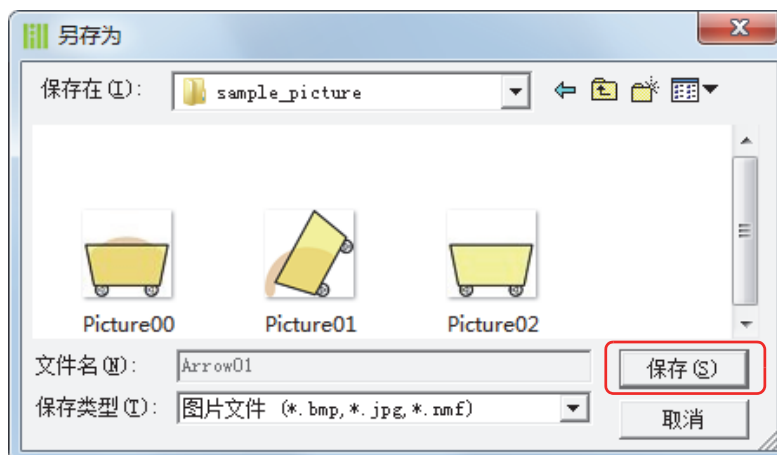 另存为
保存在(I):
sample_picture
Picture00
Picture01
Picture02
文件名(N):
Arrow01
保存(S)
保存类型(T):
图片文件 (*.bmp,*.jpg,*.nmf)
取消